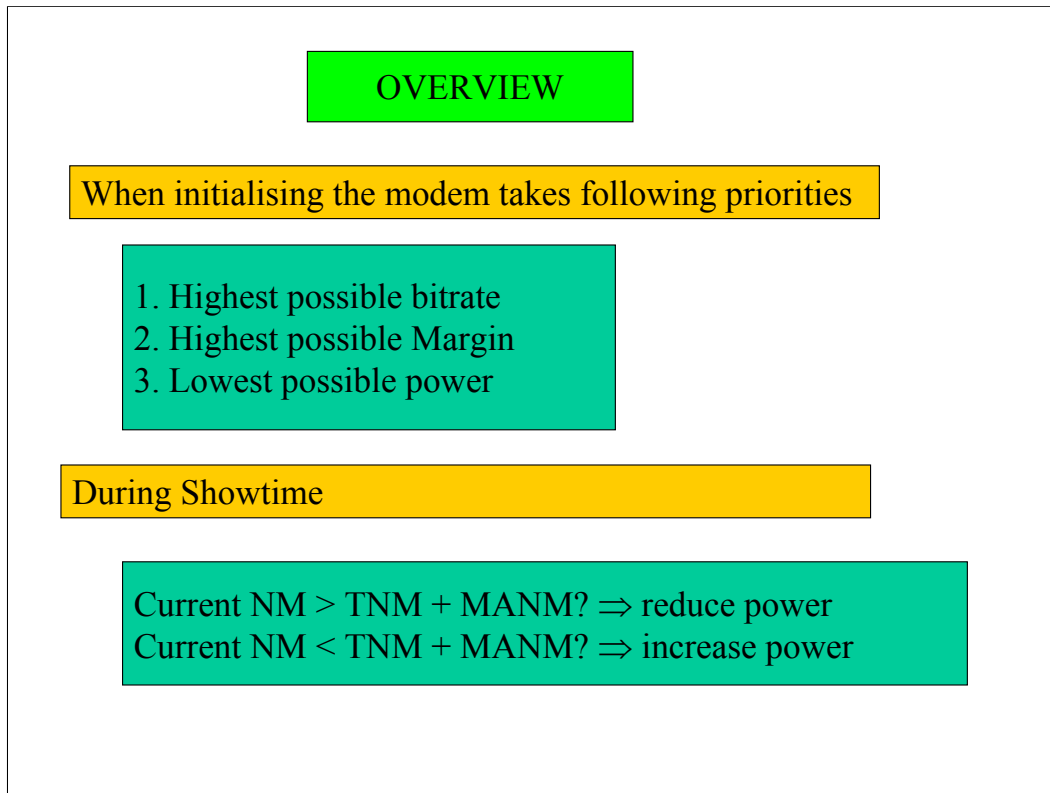 OVERVIEW
When initialising the modem takes following priorities
1. Highest possible bitrate
2. Highest possible Margin
3. Lowest possible power
During Showtime
Current NM > TNM + MANM? ⇒ reduce power
Current NM < TNM + MANM? ⇒ increase power